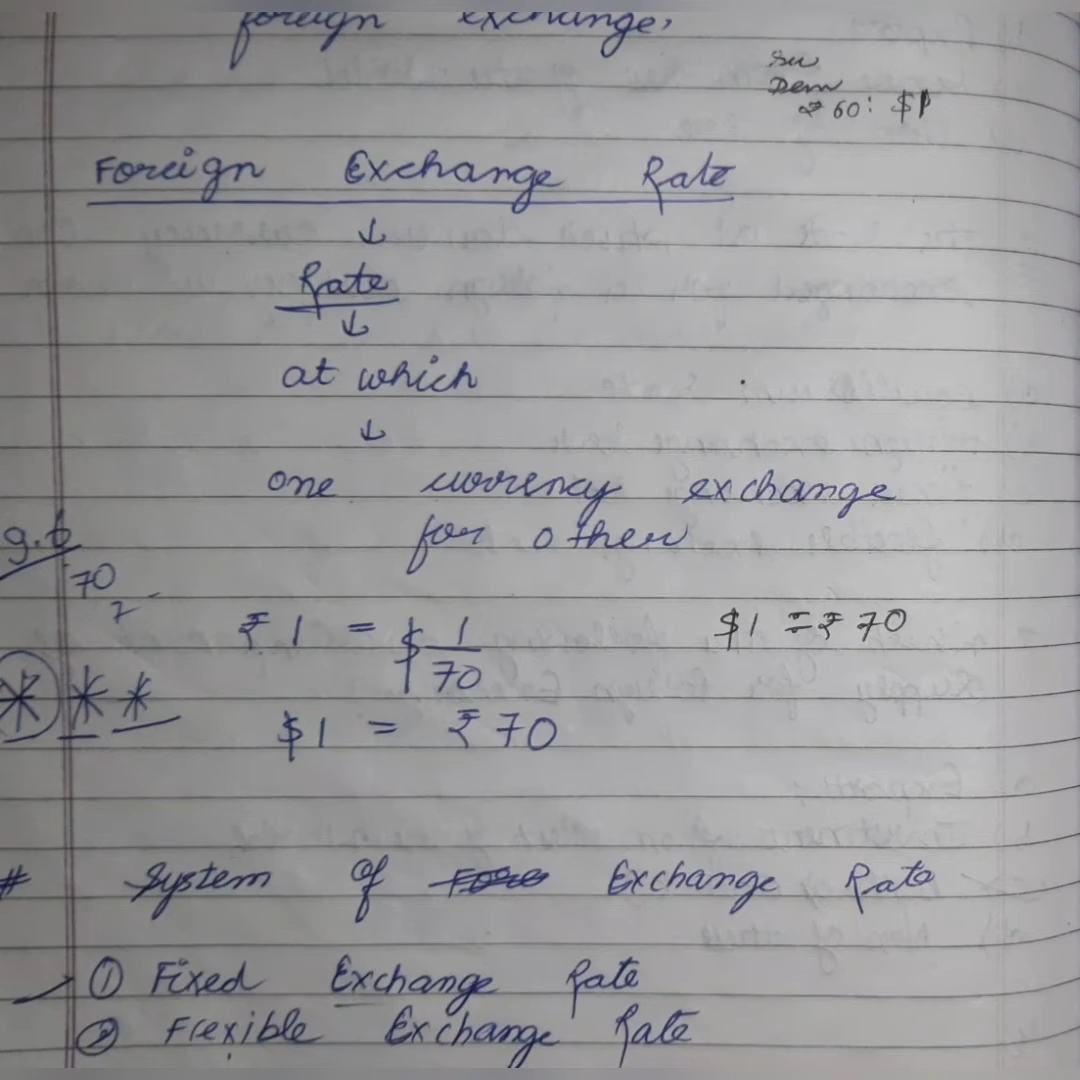 foreign exchange,
Su
Dem
₹ 60: $1
Foreign Exchange Rate
↓
Rate
↓
at which
↓
one currency exchange
for other
70
₹ 1 = $ 1/70
$1 = ₹ 70
$1 = ₹ 70
# System of Exchange Rate
① Fixed Exchange Rate
② Flexible Exchange Rate